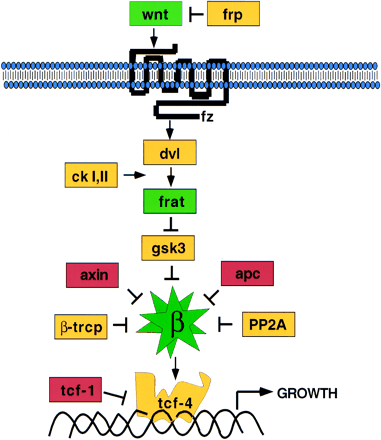 wnt
frp
fz
dvl
ck I,II
frat
gsk3
axin
apc
β-trcp
β
PP2A
tcf-1
tcf-4
GROWTH